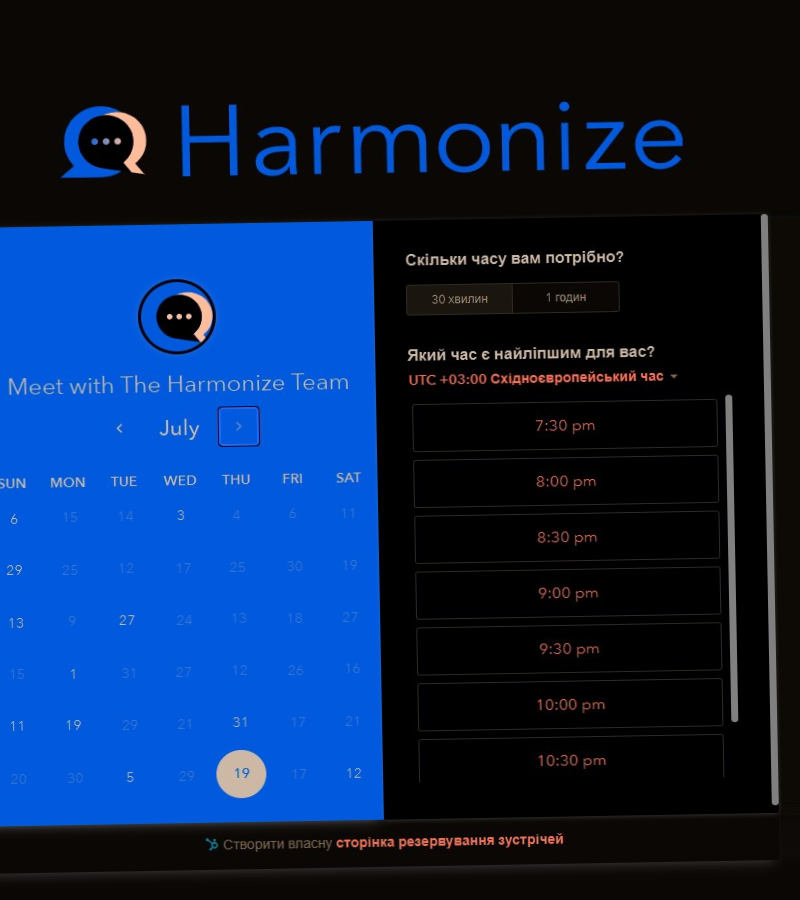 Harmonize
Meet with The Harmonize Team
July
SUN MON TUE WED THU FRI SAT
6 15 14 3 4 6 11
29 25 12 17 25 30 19
13 9 27 24 13 18 27
15 1 31 27 12 26 16
11 19 29 21 31 17 21
20 30 5 29 19 17 12
Скільки часу вам потрібно?
30 хвилин 1 годин
Який час є найліпшим для вас?
UTC +03:00 Східноєвропейський час
7:30 pm
8:00 pm
8:30 pm
9:00 pm
9:30 pm
10:00 pm
10:30 pm
Створити власну сторінка резервування зустрічей